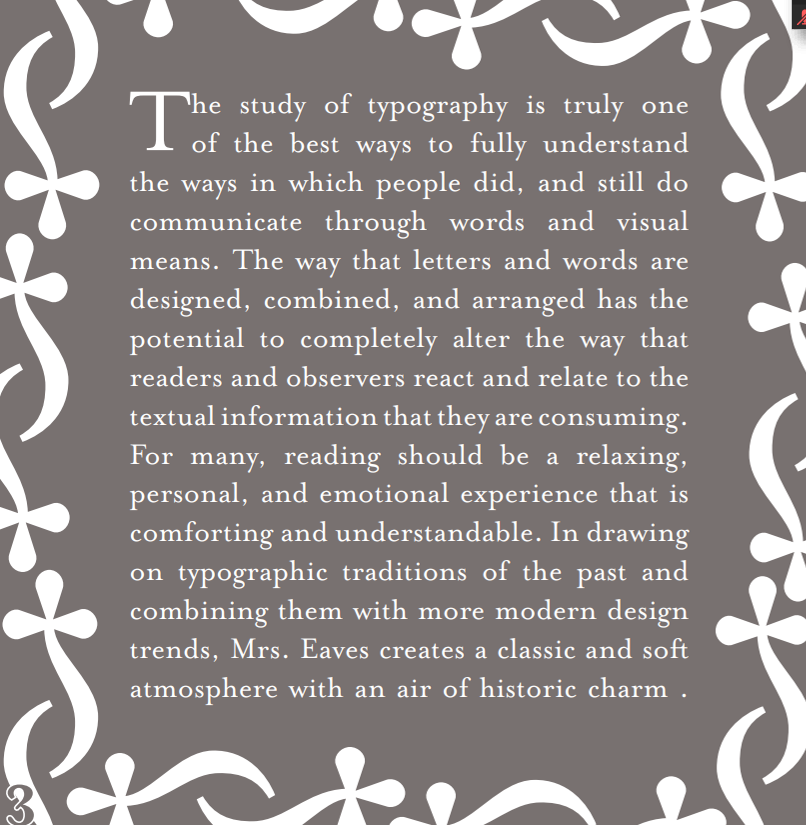 The study of typography is truly one
of the best ways to fully understand
the ways in which people did, and still do
communicate through words and visual
means. The way that letters and words are
designed, combined, and arranged has the
potential to completely alter the way that
readers and observers react and relate to the
textual information that they are consuming.
For many, reading should be a relaxing,
personal, and emotional experience that is
comforting and understandable. In drawing
on typographic traditions of the past and
combining them with more modern design
trends, Mrs. Eaves creates a classic and soft
atmosphere with an air of historic charm .
3